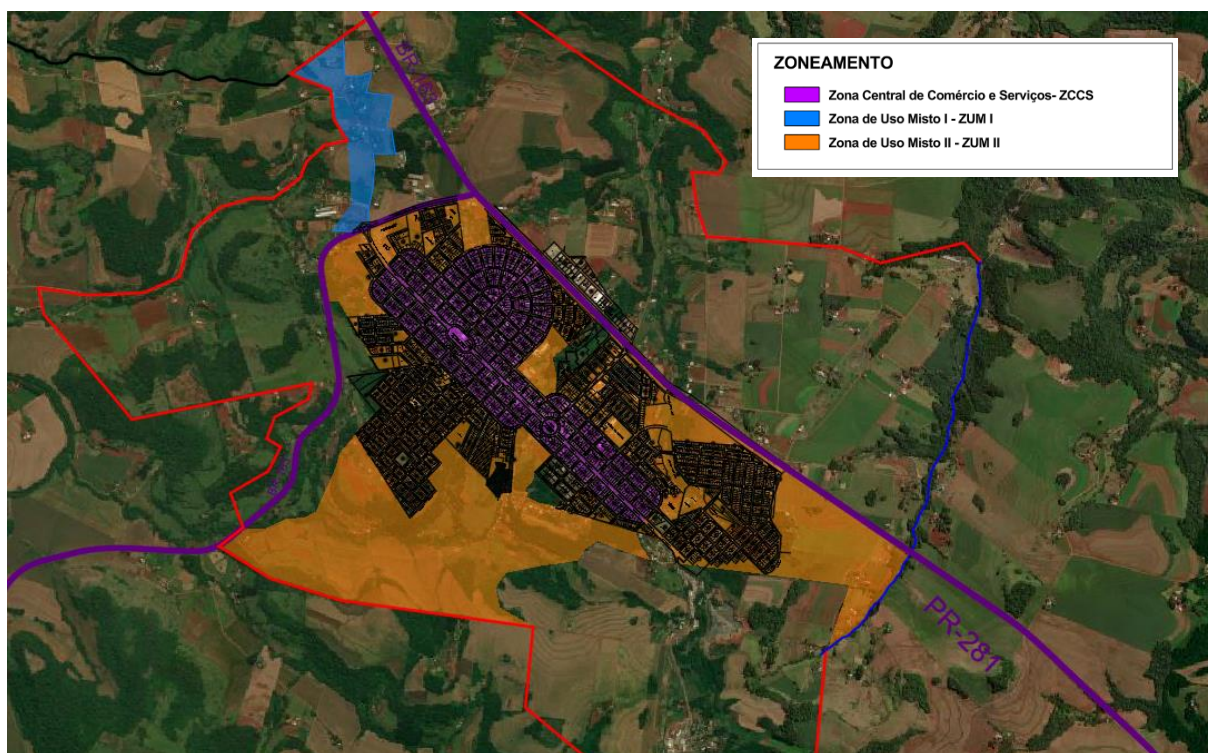 ZONEAMENTO
Zona Central de Comércio e Serviços- ZCCS
Zona de Uso Misto I - ZUM I
Zona de Uso Misto II - ZUM II
PR-281